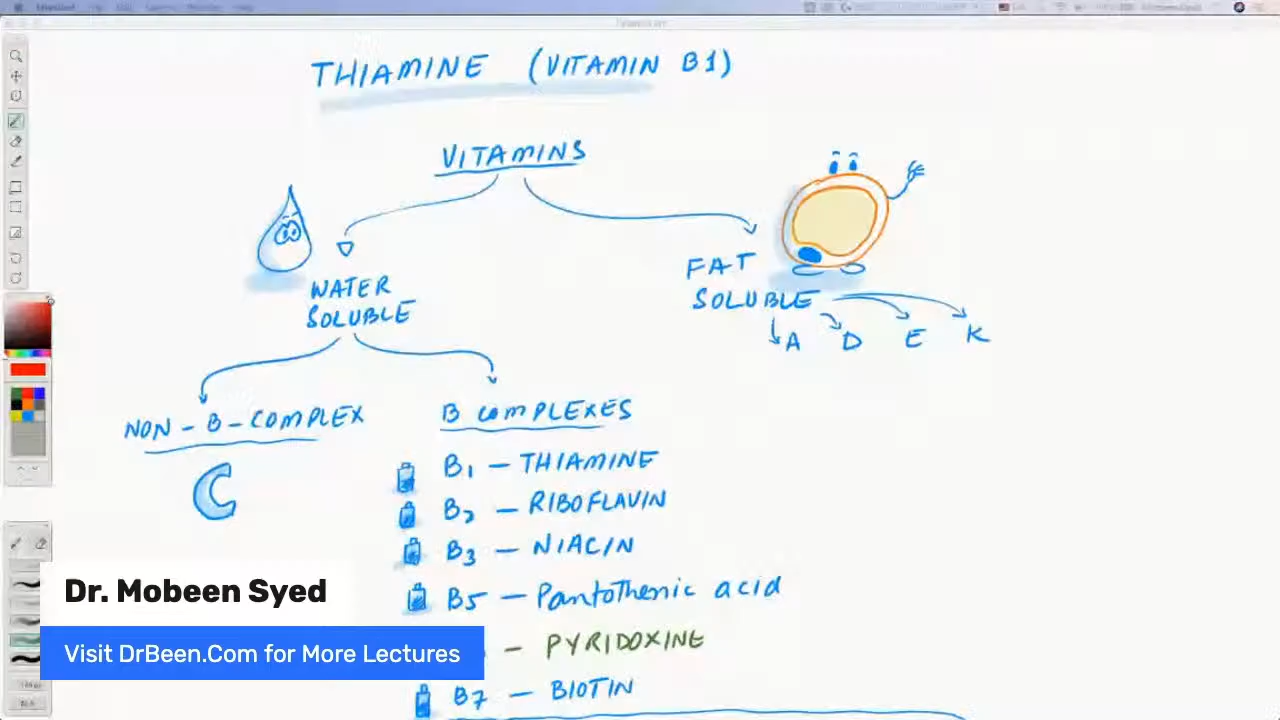 THIAMINE (VITAMIN B1)
VITAMINS
WATER
SOLUBLE
FAT
SOLUBLE
A D E K
NON-B-COMPLEX
C
B COMPLEXES
B1 - THIAMINE
B2 - RIBOFLAVIN
B3 - NIACIN
B5 - Pantothenic acid
- PYRIDOXINE
B7 - BIOTIN
Dr. Mobeen Syed
Visit DrBeen.Com for More Lectures